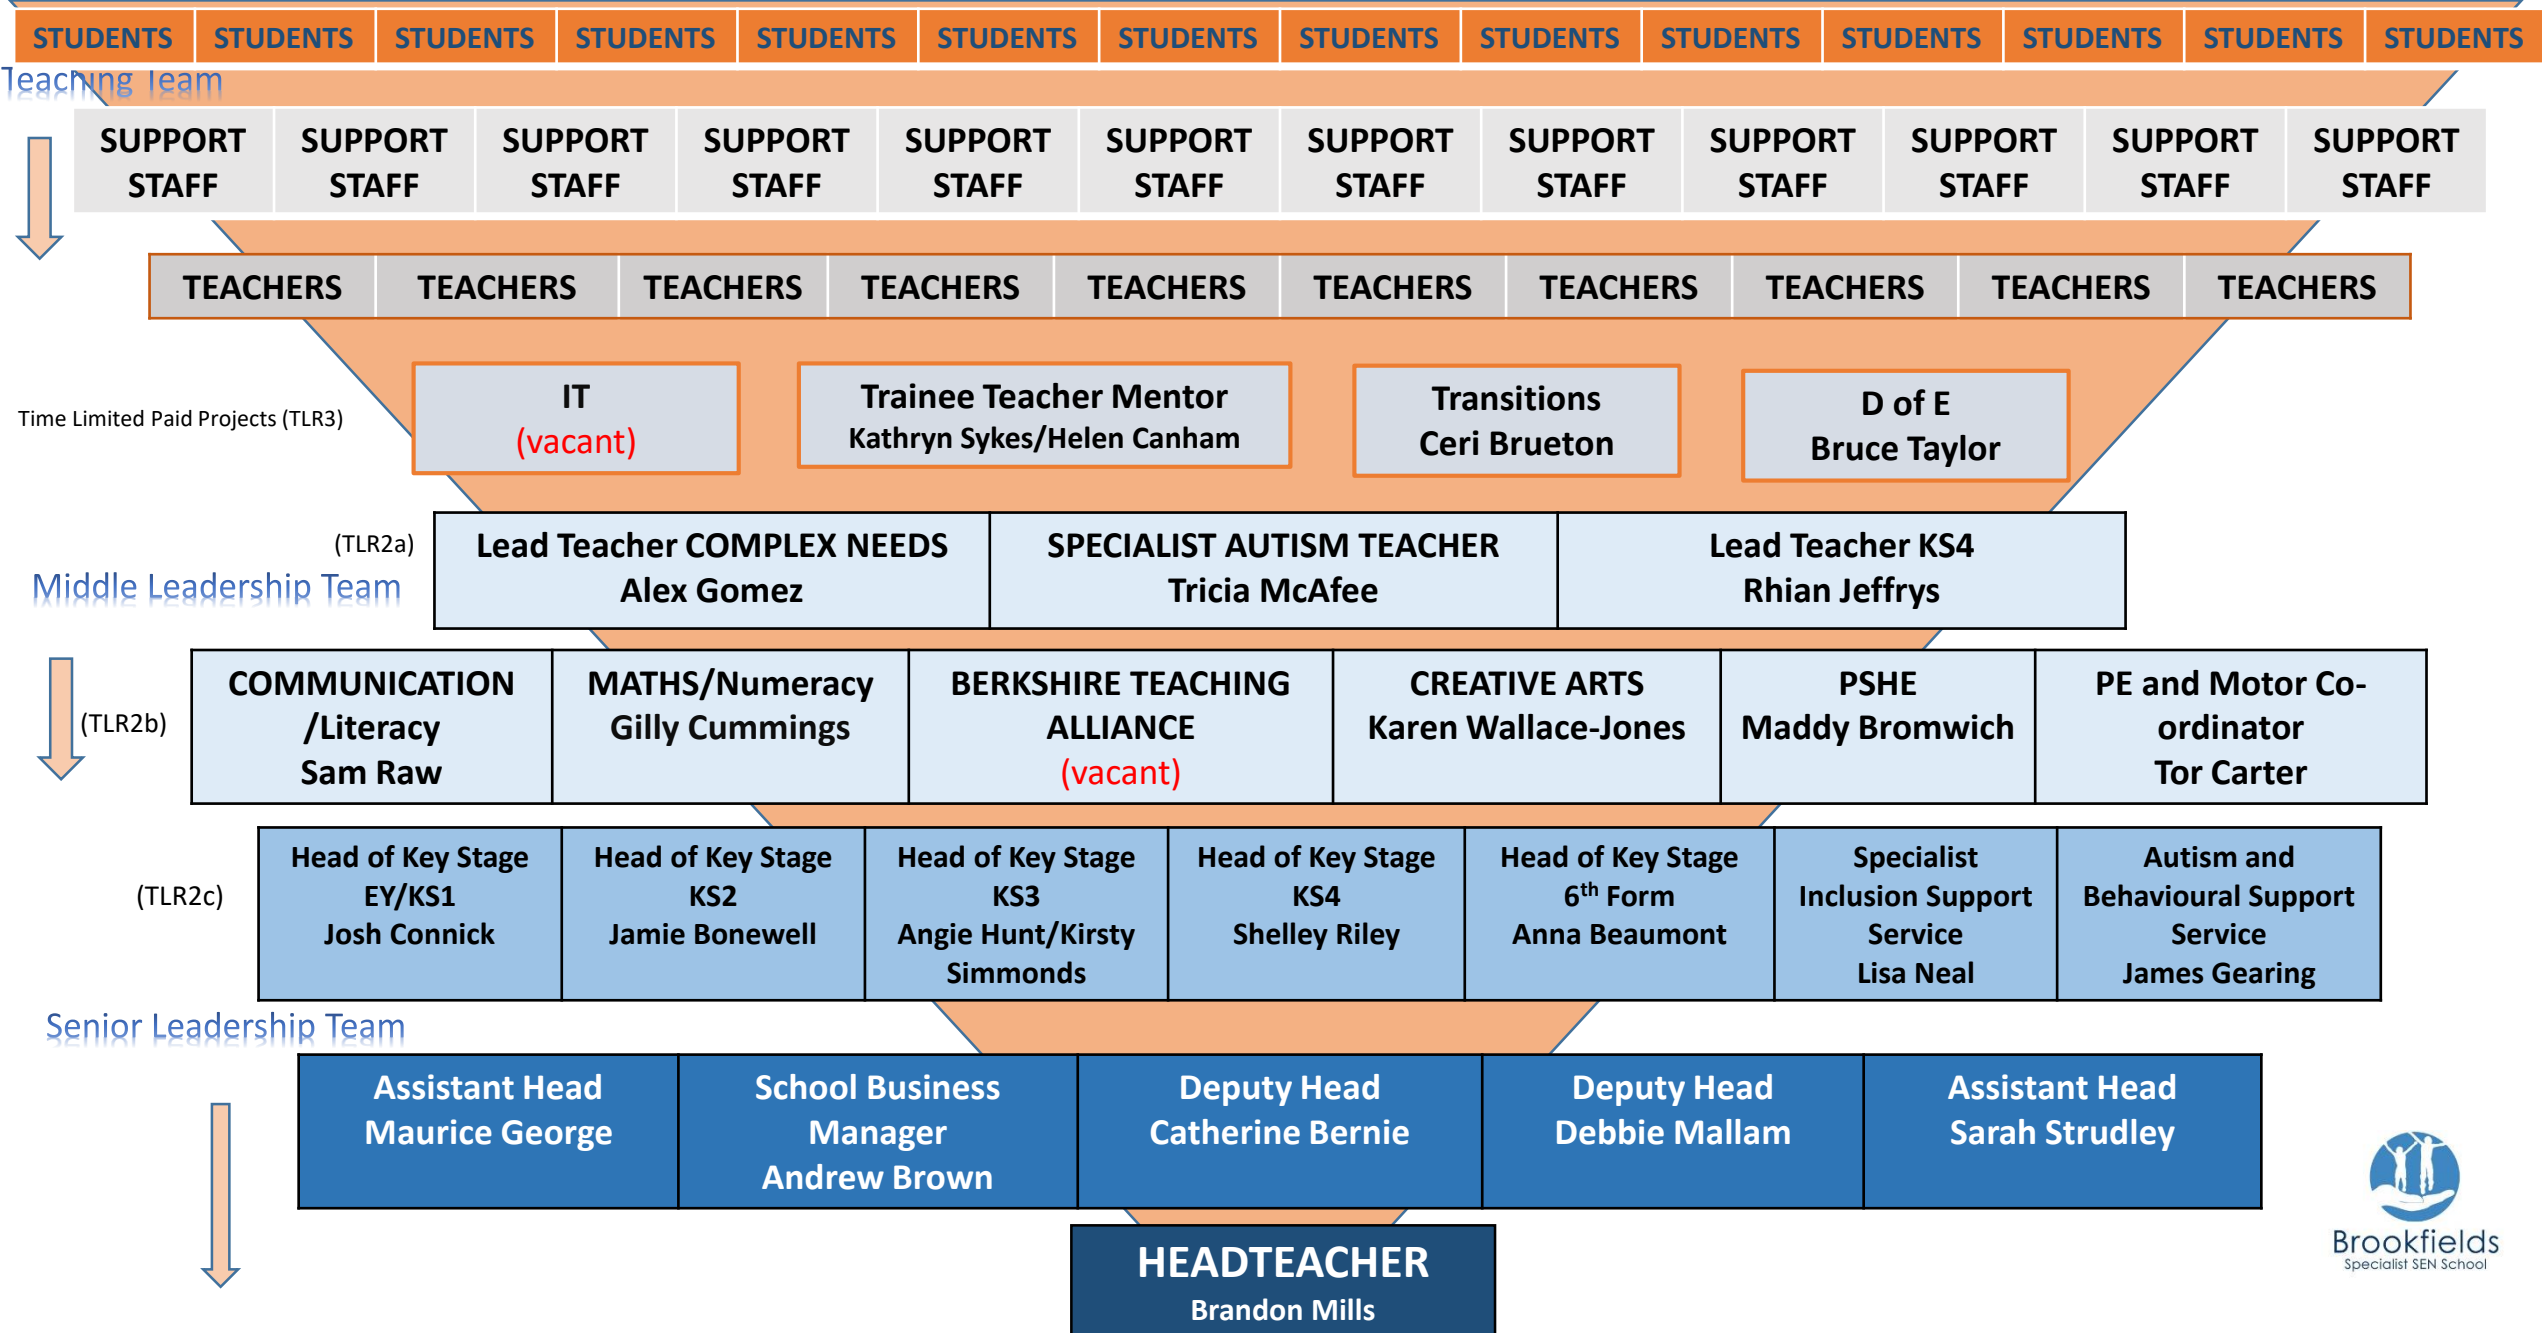 STUDENTS STUDENTS STUDENTS STUDENTS STUDENTS STUDENTS STUDENTS STUDENTS STUDENTS STUDENTS STUDENTS STUDENTS STUDENTS STUDENTS
Teaching Team
SUPPORT STAFF
SUPPORT STAFF
SUPPORT STAFF
SUPPORT STAFF
SUPPORT STAFF
SUPPORT STAFF
SUPPORT STAFF
SUPPORT STAFF
SUPPORT STAFF
SUPPORT STAFF
SUPPORT STAFF
SUPPORT STAFF
TEACHERS TEACHERS TEACHERS TEACHERS TEACHERS TEACHERS TEACHERS TEACHERS TEACHERS TEACHERS
Time Limited Paid Projects (TLR3)
IT
(vacant)
Trainee Teacher Mentor
Kathryn Sykes/Helen Canham
Transitions
Ceri Brueton
D of E
Bruce Taylor
(TLR2a)
Middle Leadership Team
Lead Teacher COMPLEX NEEDS
Alex Gomez
SPECIALIST AUTISM TEACHER
Tricia McAfee
Lead Teacher KS4
Rhian Jeffrys
(TLR2b)
COMMUNICATION
/Literacy
Sam Raw
MATHS/Numeracy
Gilly Cummings
BERKSHIRE TEACHING
ALLIANCE
(vacant)
CREATIVE ARTS
Karen Wallace-Jones
PSHE
Maddy Bromwich
PE and Motor Co-
ordinator
Tor Carter
(TLR2c)
Head of Key Stage
EY/KS1
Josh Connick
Head of Key Stage
KS2
Jamie Bonewell
Head of Key Stage
KS3
Angie Hunt/Kirsty
Simmonds
Head of Key Stage
KS4
Shelley Riley
Head of Key Stage
6th Form
Anna Beaumont
Specialist
Inclusion Support
Service
Lisa Neal
Autism and
Behavioural Support
Service
James Gearing
Senior Leadership Team
Assistant Head
Maurice George
School Business
Manager
Andrew Brown
Deputy Head
Catherine Bernie
Deputy Head
Debbie Mallam
Assistant Head
Sarah Strudley
HEADTEACHER
Brandon Mills
Brookfields
Specialist SEN School